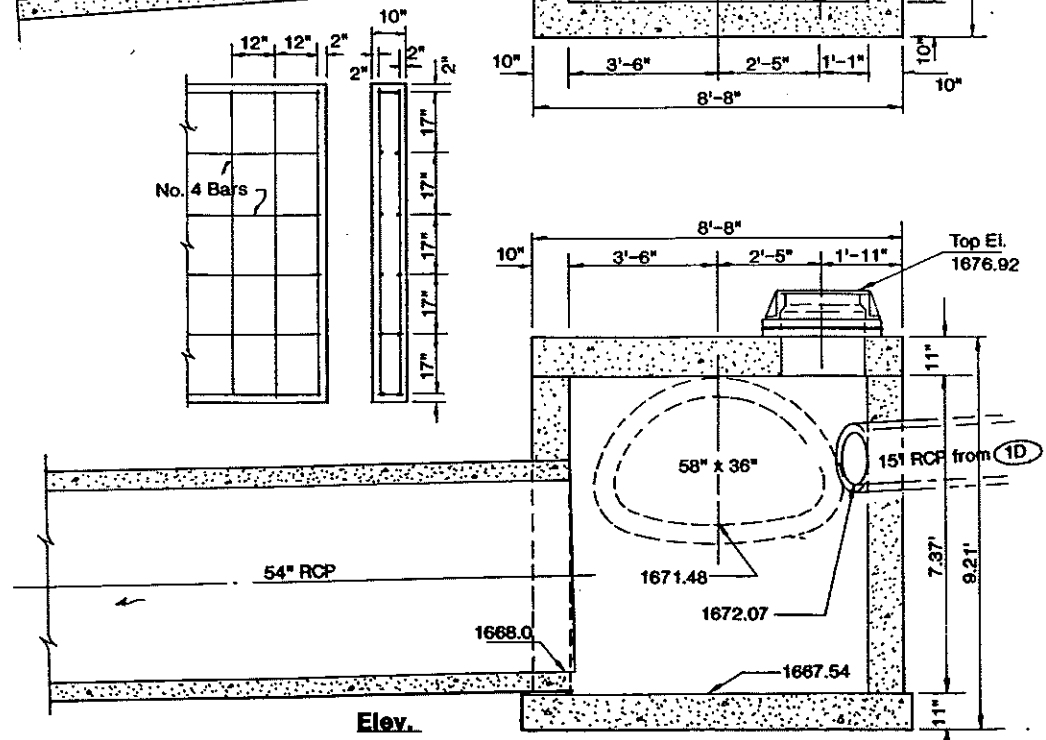 10"
12" 12" 2"
2" 2" 2"
17"
17"
17"
17"
17"
No. 4 Bars
10" 3'-6" 2'-5" 1'-1" 10" 10"
8'-8"
8'-8"
10" 3'-6" 2'-5" 1'-11"
Top El.
1676.92
11"
58" x 36"
15" RCP from 1D
7.37'
9.21'
54" RCP
1671.48
1672.07
1668.0
1667.54
11"
Elev.